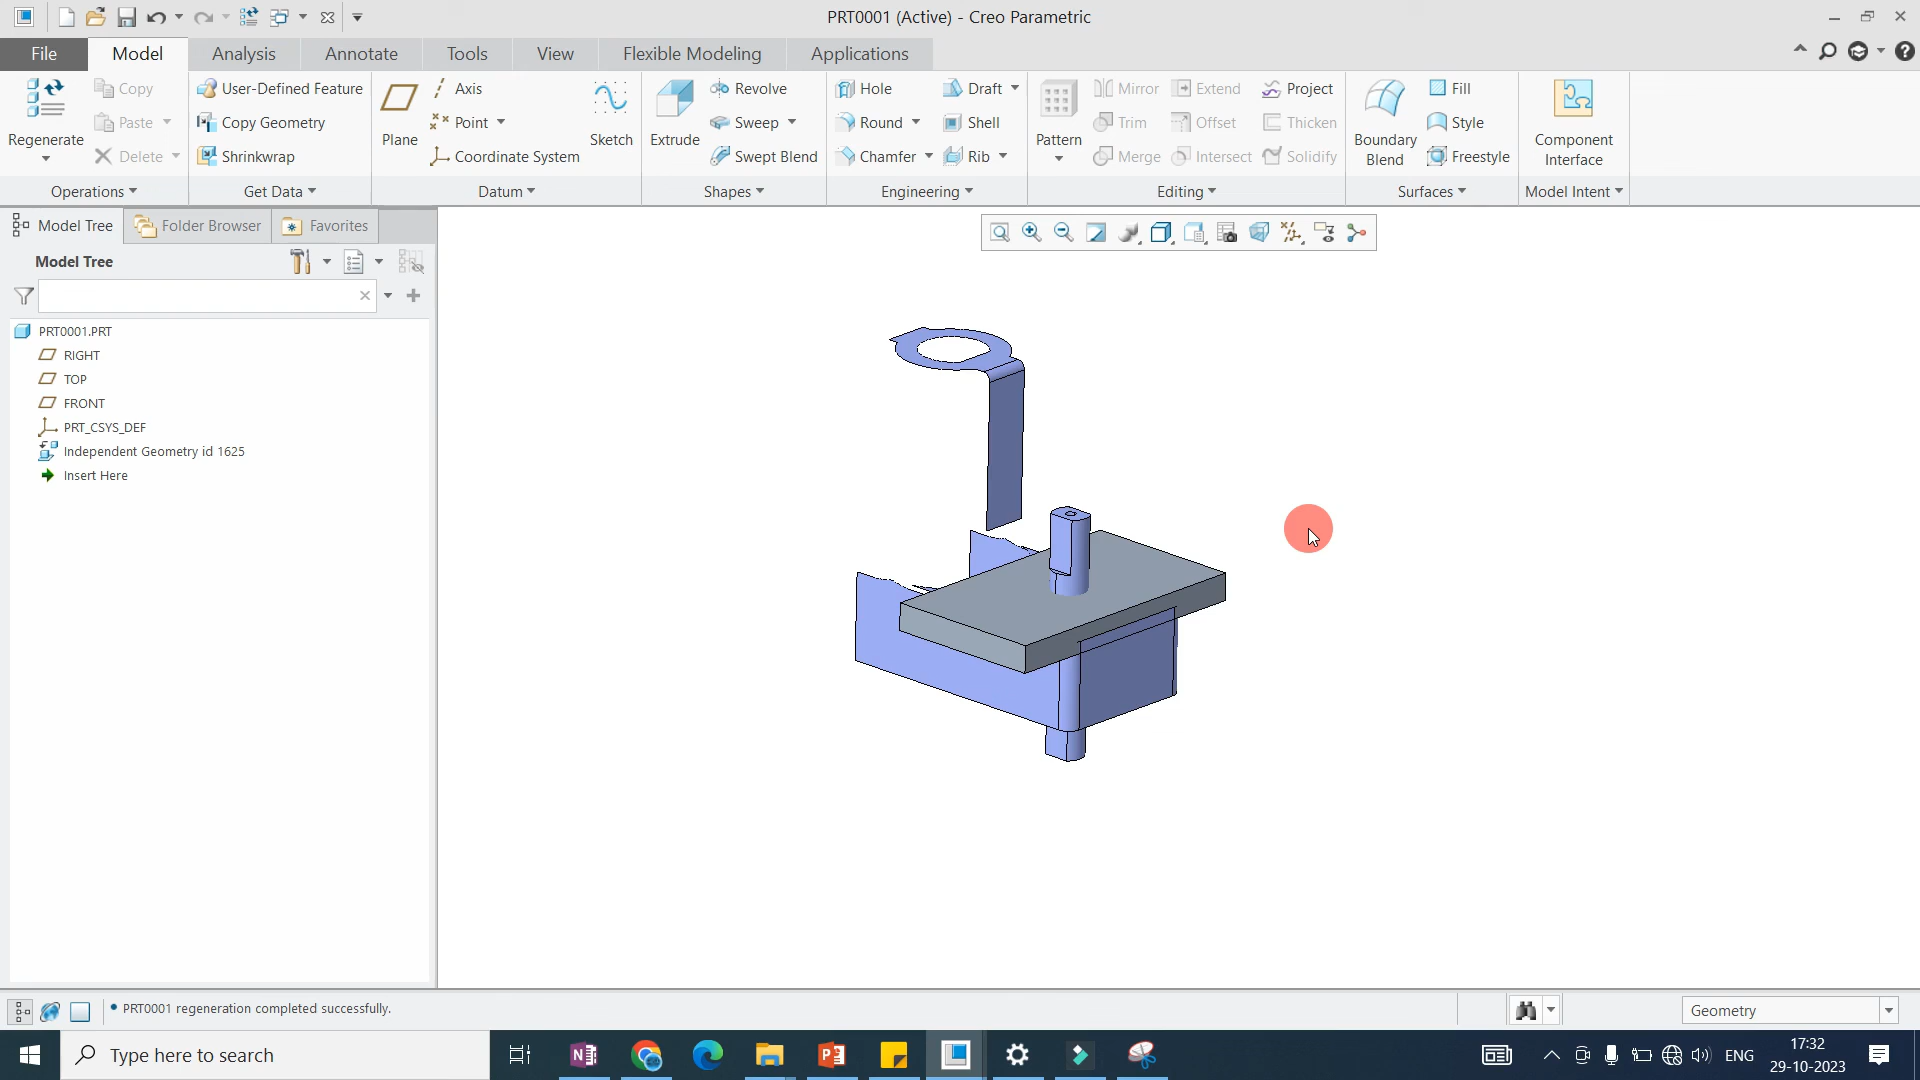 PRT0001 (Active) - Creo Parametric
File
Model
Analysis
Annotate
Tools
View
Flexible Modeling
Applications
Regenerate
Copy
Paste
Delete
Operations
User-Defined Feature
Copy Geometry
Shrinkwrap
Get Data
Plane
Axis
Point
Coordinate System
Sketch
Datum
Extrude
Revolve
Sweep
Swept Blend
Shapes
Hole
Round
Chamfer
Draft
Shell
Rib
Engineering
Pattern
Mirror
Trim
Merge
Extend
Offset
Intersect
Project
Thicken
Solidify
Editing
Boundary
Blend
Fill
Style
Freestyle
Surfaces
Component
Interface
Model Intent
Model Tree
Folder Browser
Favorites
Model Tree
PRT0001.PRT
RIGHT
TOP
FRONT
PRT_CSYS_DEF
Independent Geometry id 1625
Insert Here
PRT0001 regeneration completed successfully.
Geometry
Type here to search
ENG
17:32
29-10-2023